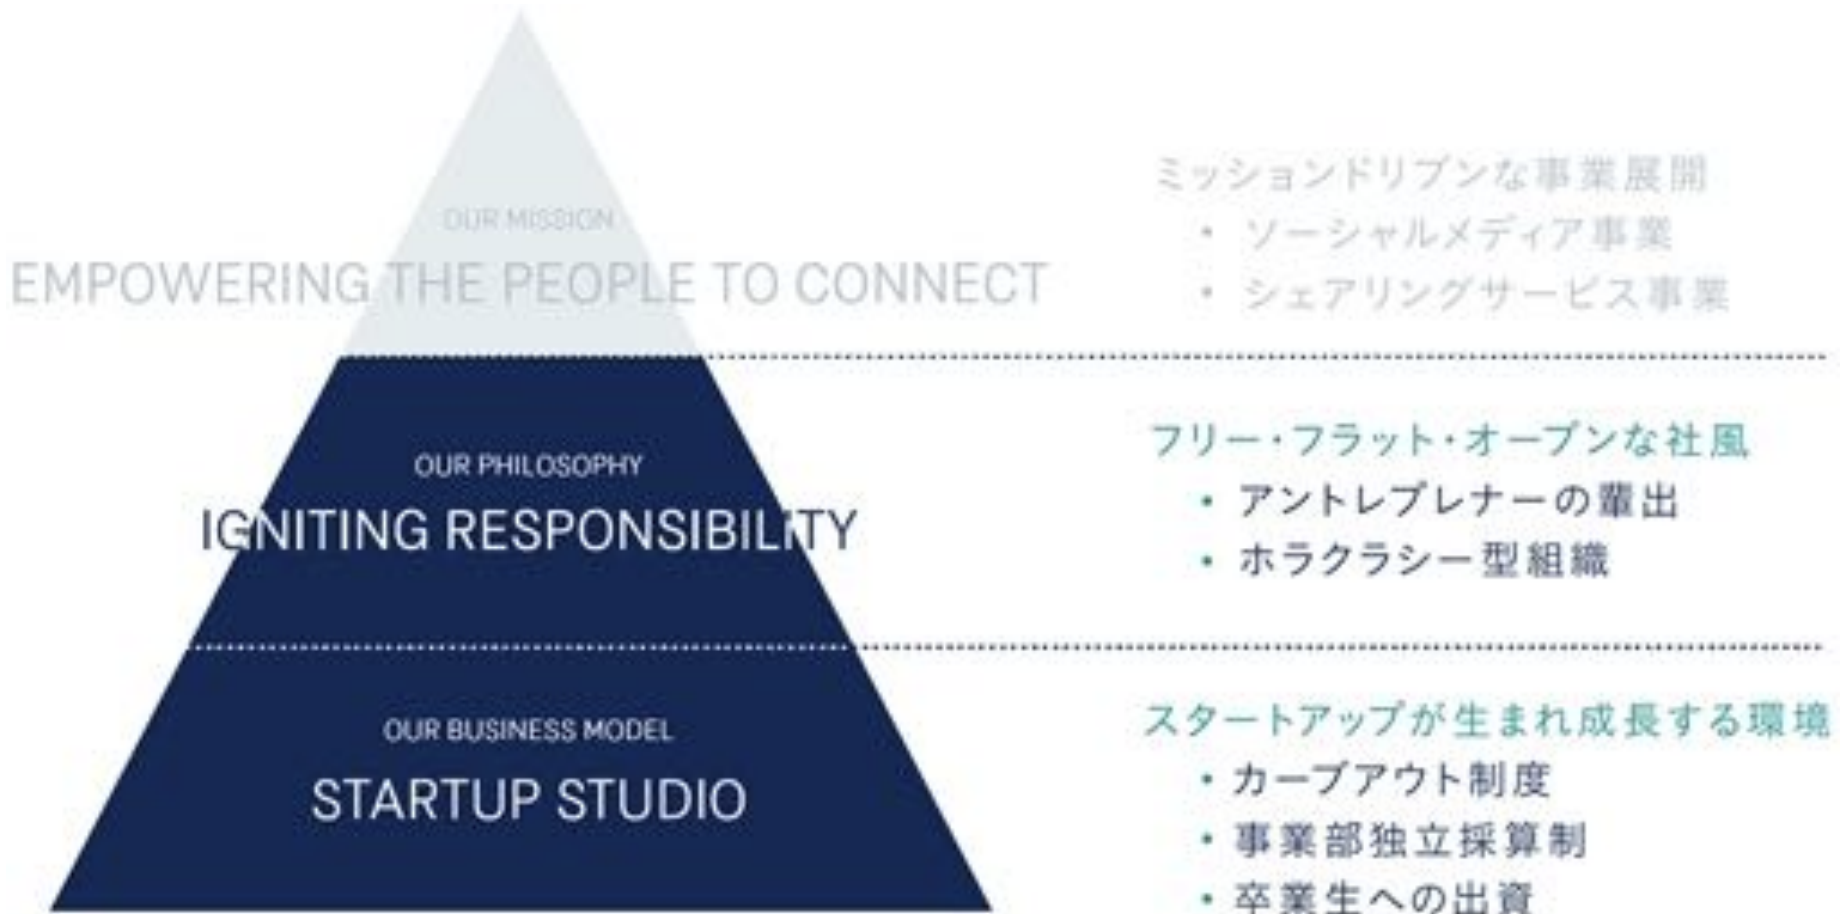 OUR MISSION
EMPOWERING THE PEOPLE TO CONNECT
ミッションドリブンな事業展開
• ソーシャルメディア事業
• シェアリングサービス事業
OUR PHILOSOPHY
IGNITING RESPONSIBILITY
フリー・フラット・オープンな社風
• アントレプレナーの輩出
• ホラクラシー型組織
OUR BUSINESS MODEL
STARTUP STUDIO
スタートアップが生まれ成長する環境
• カーブアウト制度
• 事業部独立採算制
• 卒業生への出資